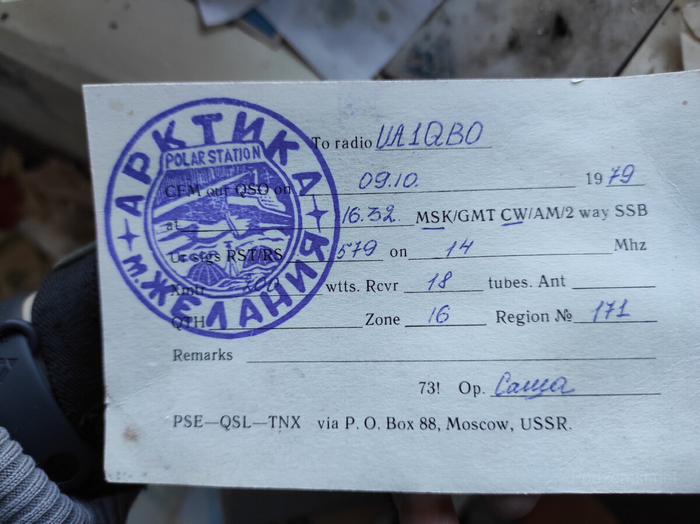 АРКТИКА
POLAR STATION
м. ЖЕЛАНИЯ
To radio UA1QBO
CFM our QSO on 09.10. 1979
at 16.32. MSK/GMT CW/AM/2 way SSB
Ur sigs RST/RS 579 on 14 Mhz
Xmtr wtts. Rcvr 18 tubes. Ant
QTH Zone 16 Region № 171
Remarks
73! Op. Саша
PSE—QSL—TNX via P. O. Box 88, Moscow, USSR.